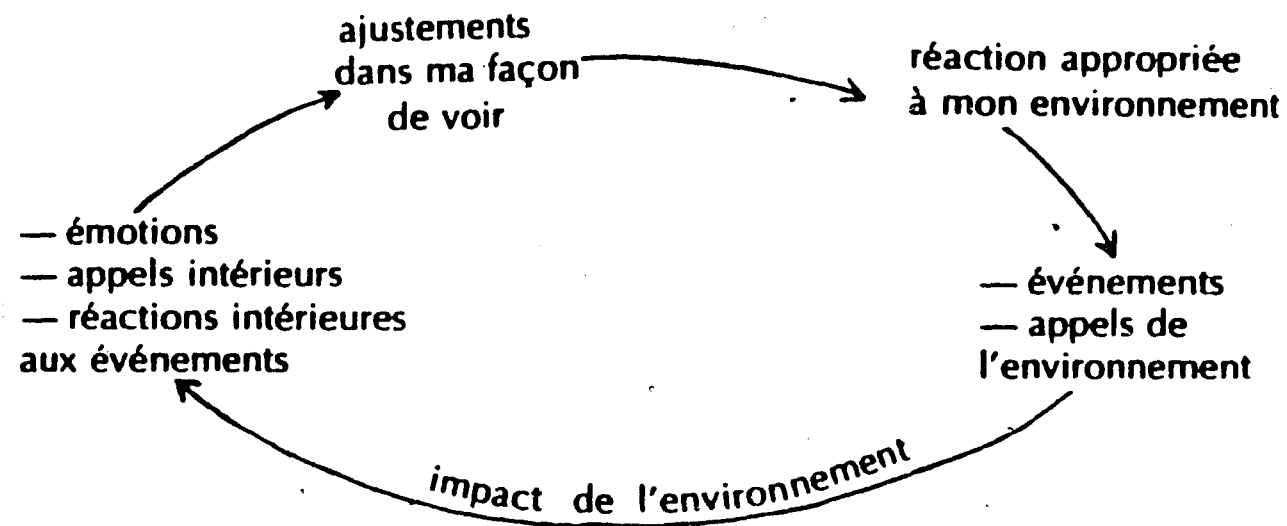 ajustements
dans ma façon
de voir
réaction appropriée
à mon environnement
— émotions
— appels intérieurs
— réactions intérieures
aux événements
— événements
— appels de
l'environnement
impact de l'environnement